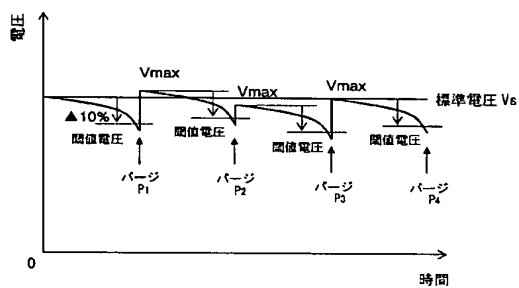 電圧
Vmax
Vmax
Vmax
標準電圧 Vs
▲10%
閾値電圧
閾値電圧
閾値電圧
閾値電圧
パージ
P1
パージ
P2
パージ
P3
パージ
P4
0
時間